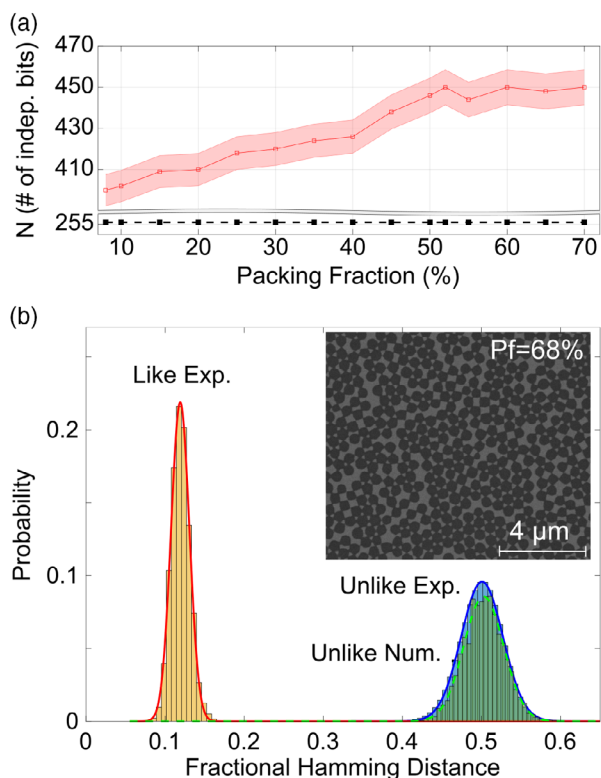 (a)
470
450
430
410
255
N (# of indep. bits)
10 20 30 40 50 60 70
Packing Fraction (%)
(b)
Like Exp.
Pf=68%
4 µm
Unlike Exp.
Unlike Num.
0.2
0.1
0
Probability
0 0.1 0.2 0.3 0.4 0.5 0.6
Fractional Hamming Distance